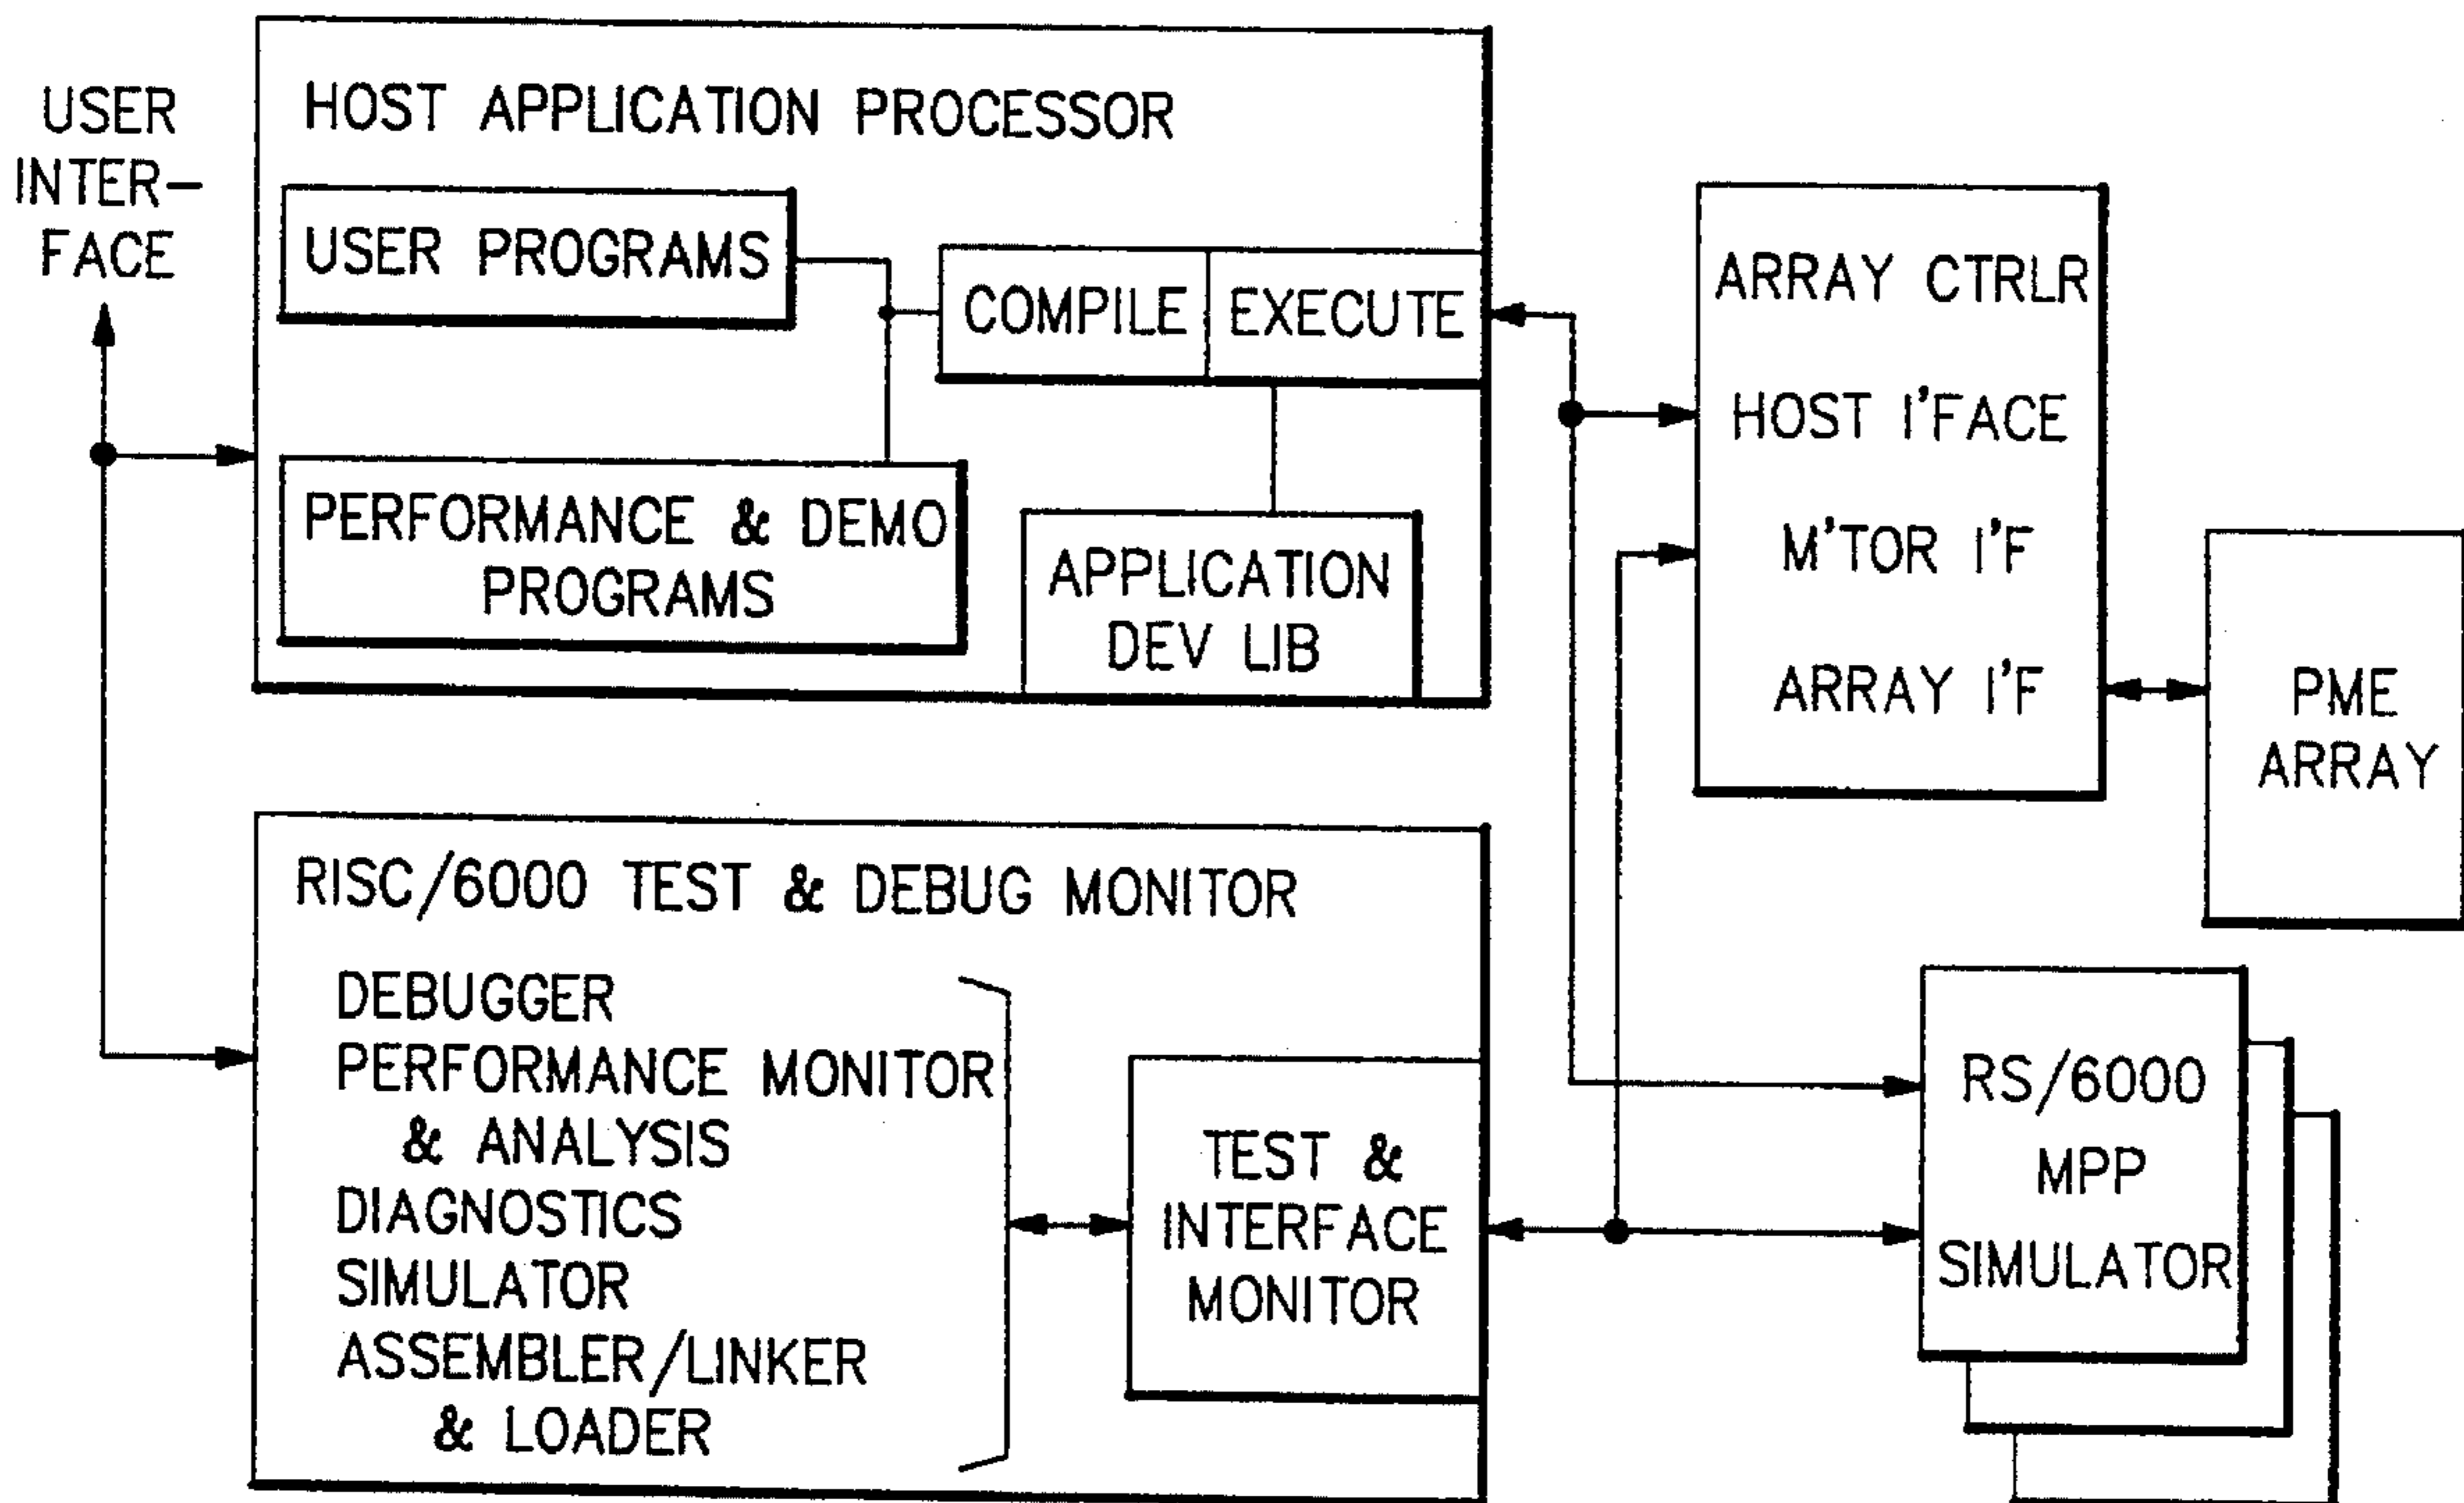 USER
INTER-
FACE
HOST APPLICATION PROCESSOR
USER PROGRAMS
COMPILE
EXECUTE
PERFORMANCE & DEMO
PROGRAMS
APPLICATION
DEV LIB
ARRAY CTRLR
HOST I'FACE
M'TOR I'F
ARRAY I'F
PME
ARRAY
RISC/6000 TEST & DEBUG MONITOR
DEBUGGER
PERFORMANCE MONITOR
& ANALYSIS
DIAGNOSTICS
SIMULATOR
ASSEMBLER/LINKER
& LOADER
TEST &
INTERFACE
MONITOR
RS/6000
MPP
SIMULATOR